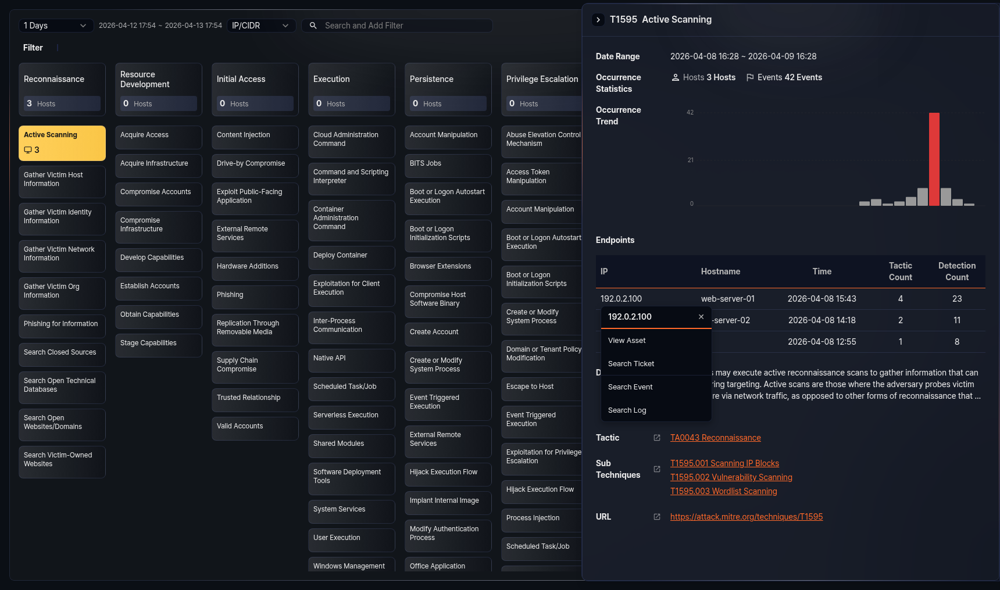 1 Days
2026-04-12 17:54 ~ 2026-04-13 17:54
IP/CIDR
Search and Add Filter
Filter
Reconnaissance
3 Hosts
Active Scanning
3
Gather Victim Host
Information
Gather Victim Identity
Information
Gather Victim Network
Information
Gather Victim Org
Information
Phishing for Information
Search Closed Sources
Search Open Technical
Databases
Search Open
Websites/Domains
Search Victim-Owned
Websites
Resource
Development
0 Hosts
Acquire Access
Acquire Infrastructure
Compromise Accounts
Compromise
Infrastructure
Develop Capabilities
Establish Accounts
Obtain Capabilities
Stage Capabilities
Initial Access
0 Hosts
Content Injection
Drive-by Compromise
Exploit Public-Facing
Application
External Remote
Services
Hardware Additions
Phishing
Replication Through
Removable Media
Supply Chain
Compromise
Trusted Relationship
Valid Accounts
Execution
0 Hosts
Cloud Administration
Command
Command and Scripting
Interpreter
Container
Administration
Command
Deploy Container
Exploitation for Client
Execution
Inter-Process
Communication
Native API
Scheduled Task/Job
Serverless Execution
Shared Modules
Software Deployment
Tools
System Services
User Execution
Windows Management
Persistence
0 Hosts
Account Manipulation
BITS Jobs
Boot or Logon Autostart
Execution
Boot or Logon
Initialization Scripts
Browser Extensions
Compromise Host
Software Binary
Create Account
Create or Modify
System Process
Event Triggered
Execution
External Remote
Services
Hijack Execution Flow
Implant Internal Image
Modify Authentication
Process
Office Application
Privilege Escalation
0 Hosts
Abuse Elevation Control
Mechanism
Access Token
Manipulation
Account Manipulation
Boot or Logon Autostart
Execution
Boot or Logon
Initialization Scripts
Create or Modify
System Process
Domain or Tenant Policy
Modification
Escape to Host
Event Triggered
Execution
Exploitation for Privilege
Escalation
Hijack Execution Flow
Process Injection
Scheduled Task/Job
T1595 Active Scanning
Date Range
2026-04-08 16:28 ~ 2026-04-09 16:28
Occurrence
Statistics
Hosts 3 Hosts
Events 42 Events
Occurrence
Trend
42
21
0
Endpoints
IP
Hostname
Time
Tactic
Count
Detection
Count
192.0.2.100 web-server-01 2026-04-08 15:43 4 23
-server-02 2026-04-08 14:18 2 11
2026-04-08 12:55 1 8
192.0.2.100 ×
View Asset
Search Ticket
Search Event
Search Log
D
s may execute active reconnaissance scans to gather information that can
ring targeting. Active scans are those where the adversary probes victim
re via network traffic, as opposed to other forms of reconnaissance that ...
Tactic
TA0043 Reconnaissance
Sub
Techniques
T1595.001 Scanning IP Blocks
T1595.002 Vulnerability Scanning
T1595.003 Wordlist Scanning
URL
https://attack.mitre.org/techniques/T1595